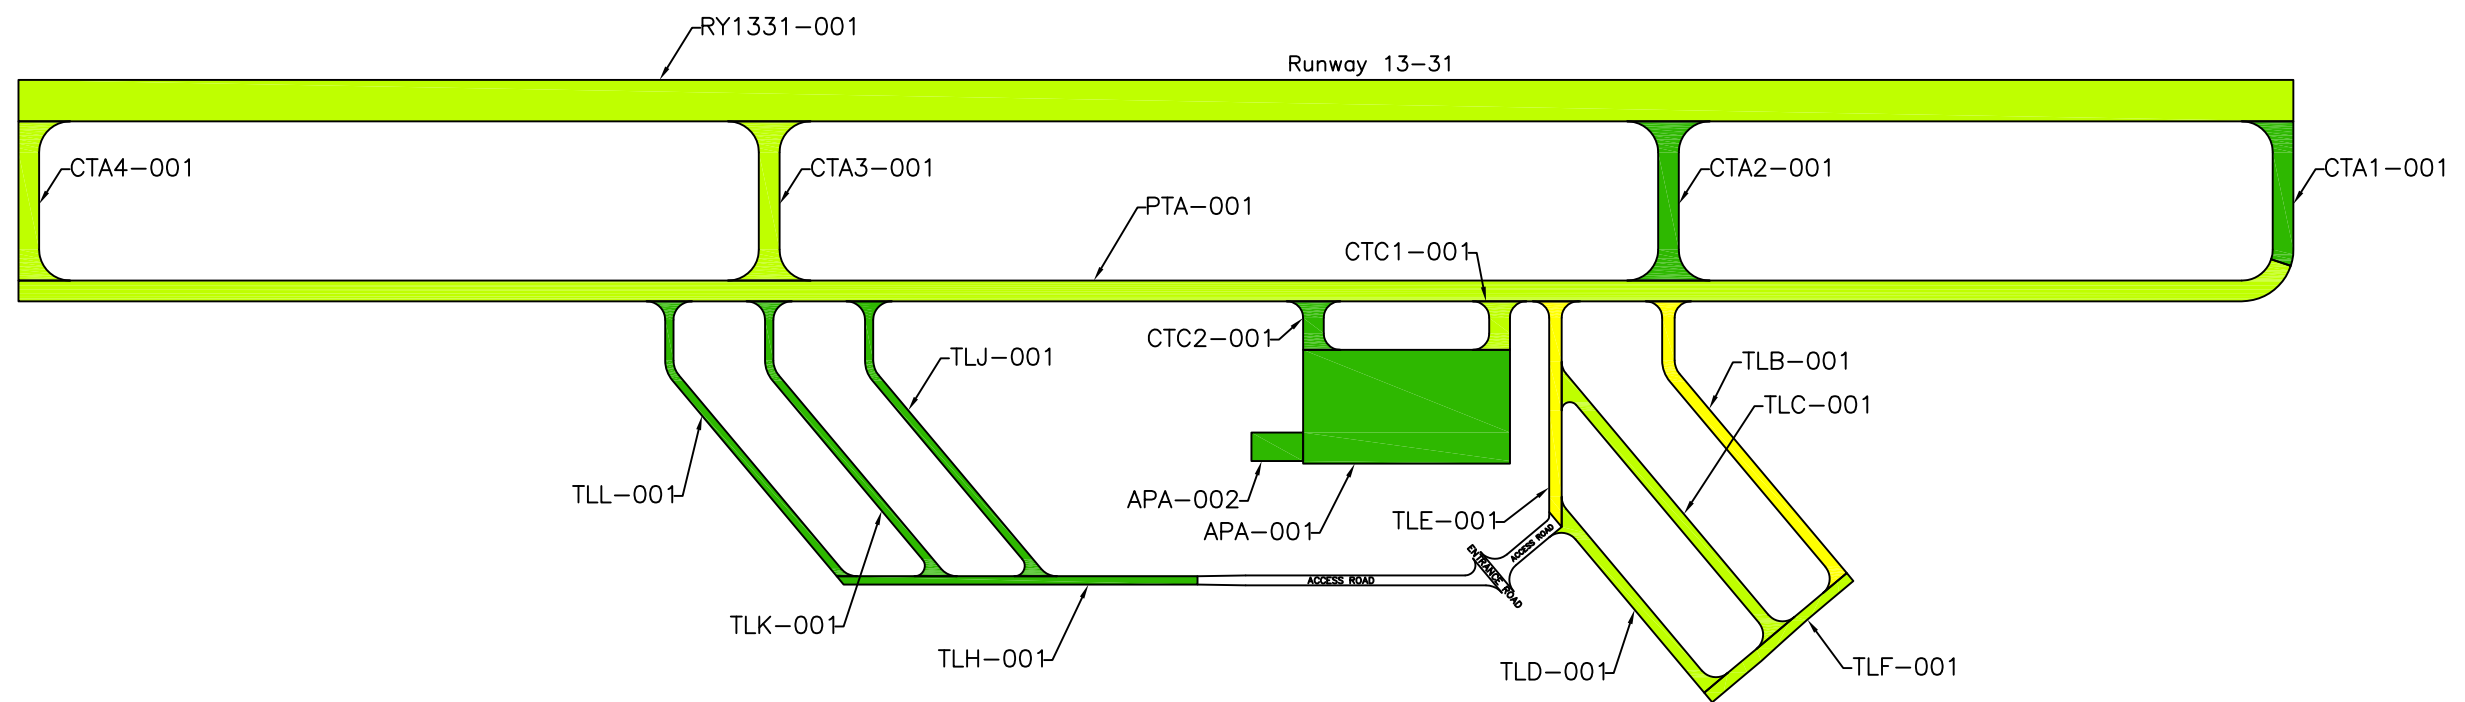 RY1331-001
Runway 13-31
CTA4-001
CTA3-001
CTA2-001
CTA1-001
PTA-001
CTC1-001
CTC2-001
TLJ-001
TLB-001
TLC-001
TLL-001
APA-002
APA-001
TLE-001
ACCESS ROAD
ENTRANCE ROAD
ACCESS ROAD
TLK-001
TLH-001
TLD-001
TLF-001